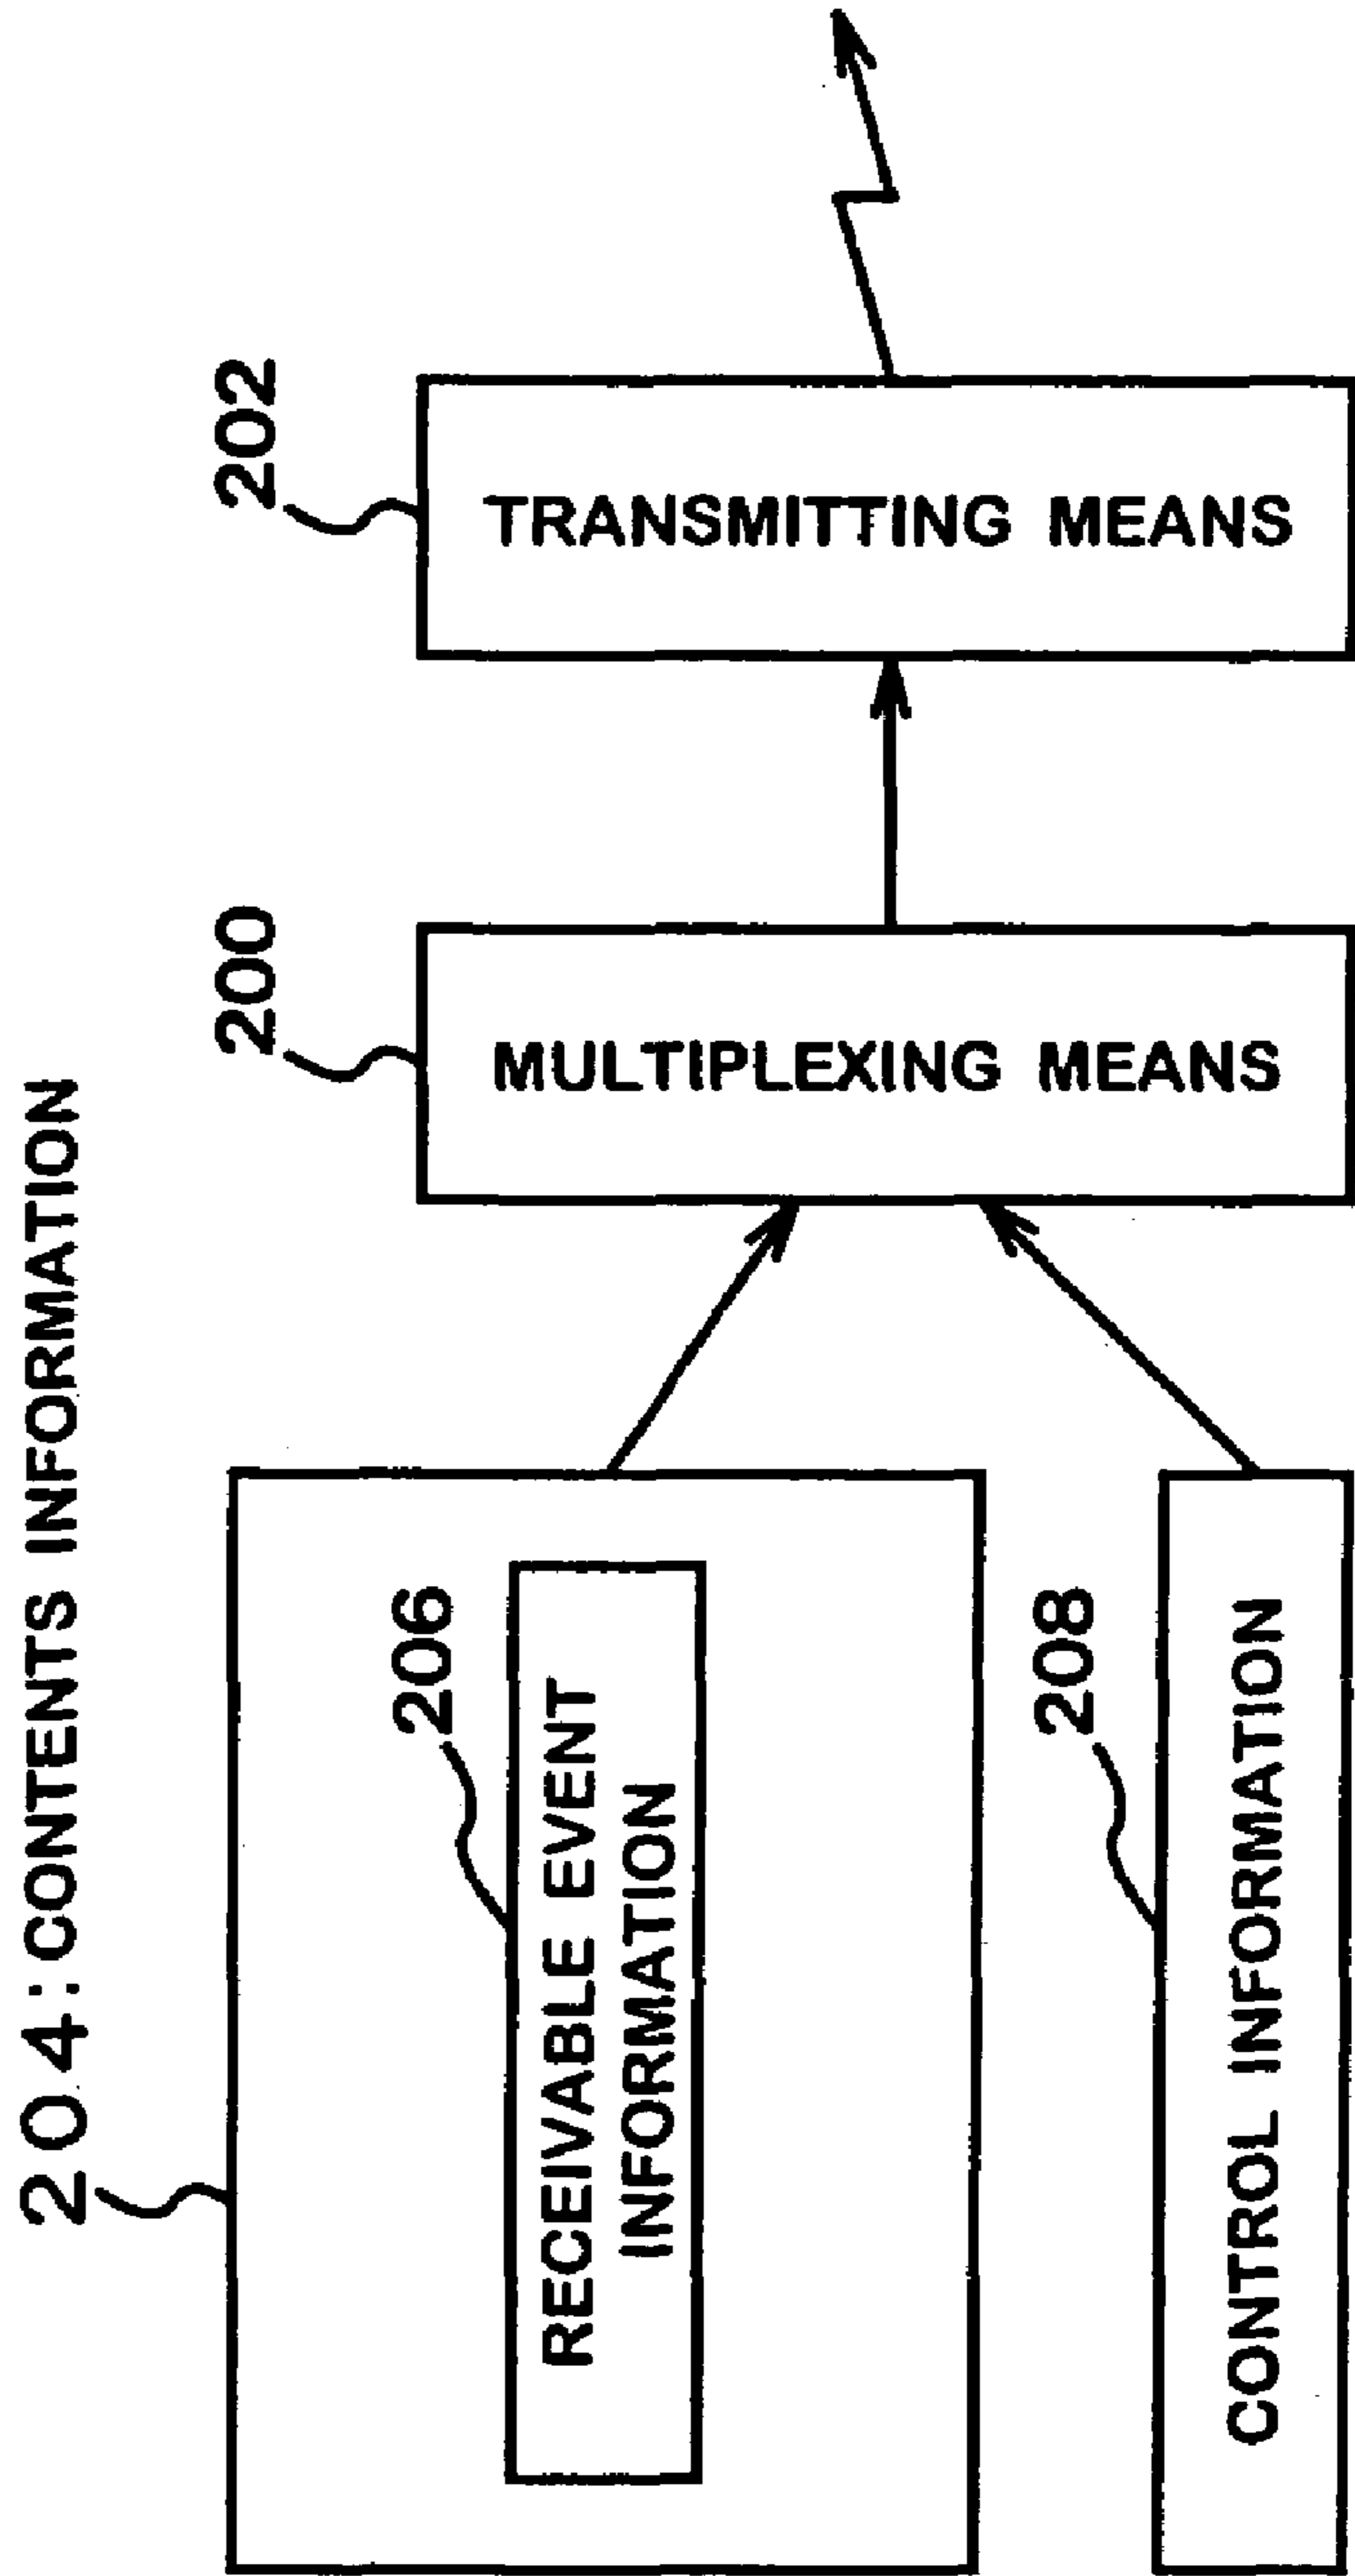 204:CONTENTS INFORMATION
206
RECEIVABLE EVENT
INFORMATION
208
CONTROL INFORMATION
200
MULTIPLEXING MEANS
202
TRANSMITTING MEANS